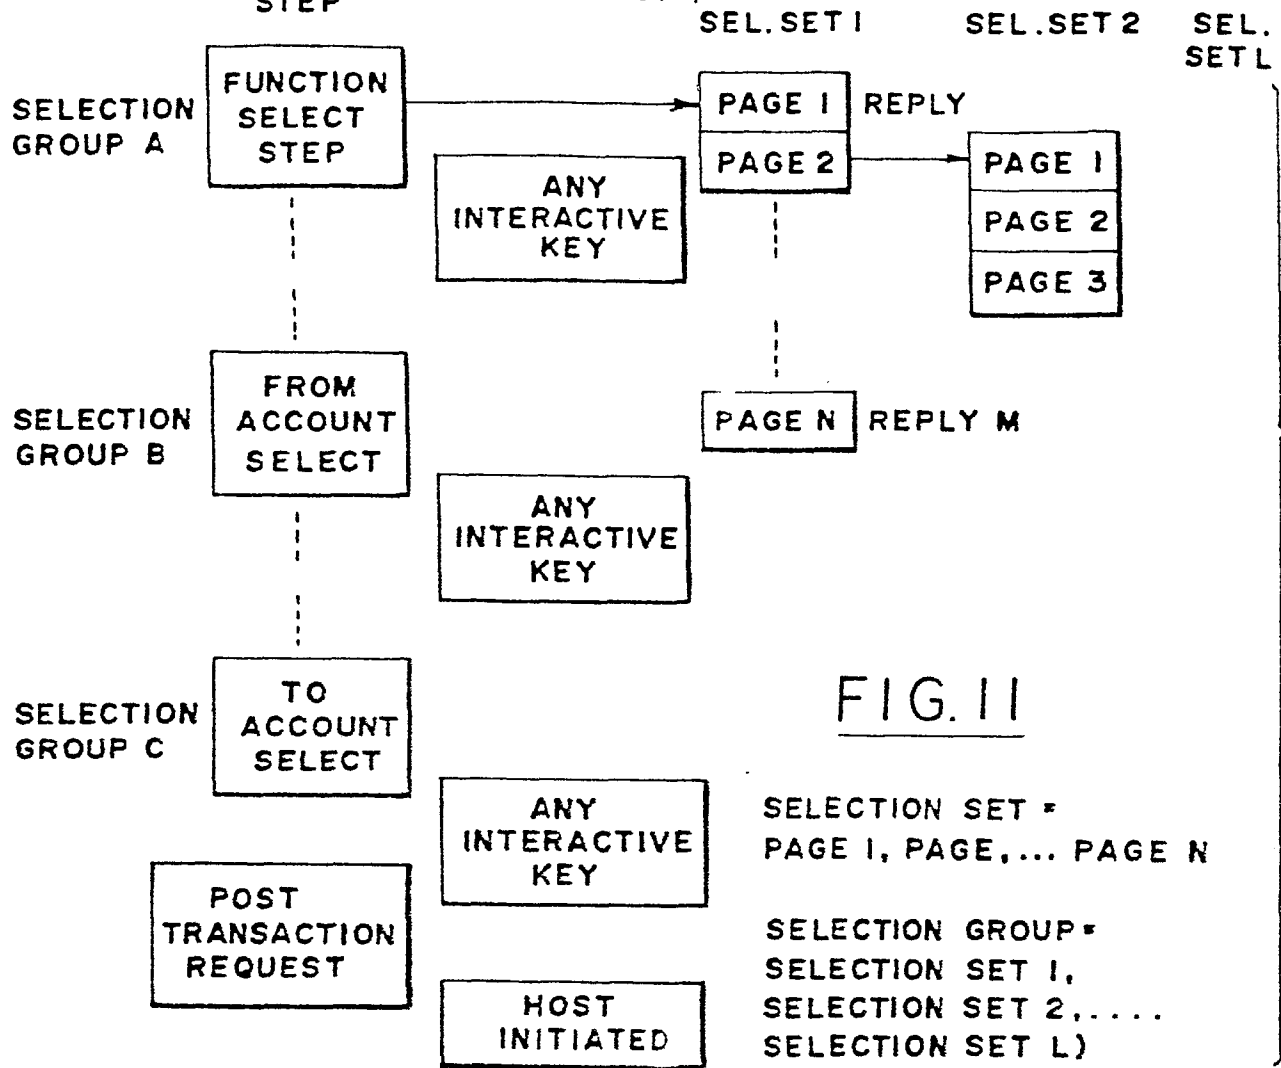 STEP
SEL. SET 1
SEL. SET 2
SEL.
SET L
SELECTION
GROUP A
FUNCTION
SELECT
STEP
ANY
INTERACTIVE
KEY
PAGE 1
REPLY
PAGE 2
PAGE 1
PAGE 2
PAGE 3
SELECTION
GROUP B
FROM
ACCOUNT
SELECT
ANY
INTERACTIVE
KEY
PAGE N
REPLY M
SELECTION
GROUP C
TO
ACCOUNT
SELECT
ANY
INTERACTIVE
KEY
POST
TRANSACTION
REQUEST
HOST
INITIATED
FIG. 11
SELECTION SET =
PAGE 1, PAGE,... PAGE N
SELECTION GROUP=
SELECTION SET 1,
SELECTION SET 2,....
SELECTION SET L)